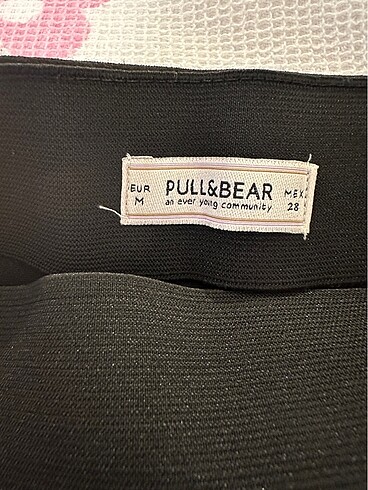 EUR
M
PULL&BEAR
an ever young community
MEX
28